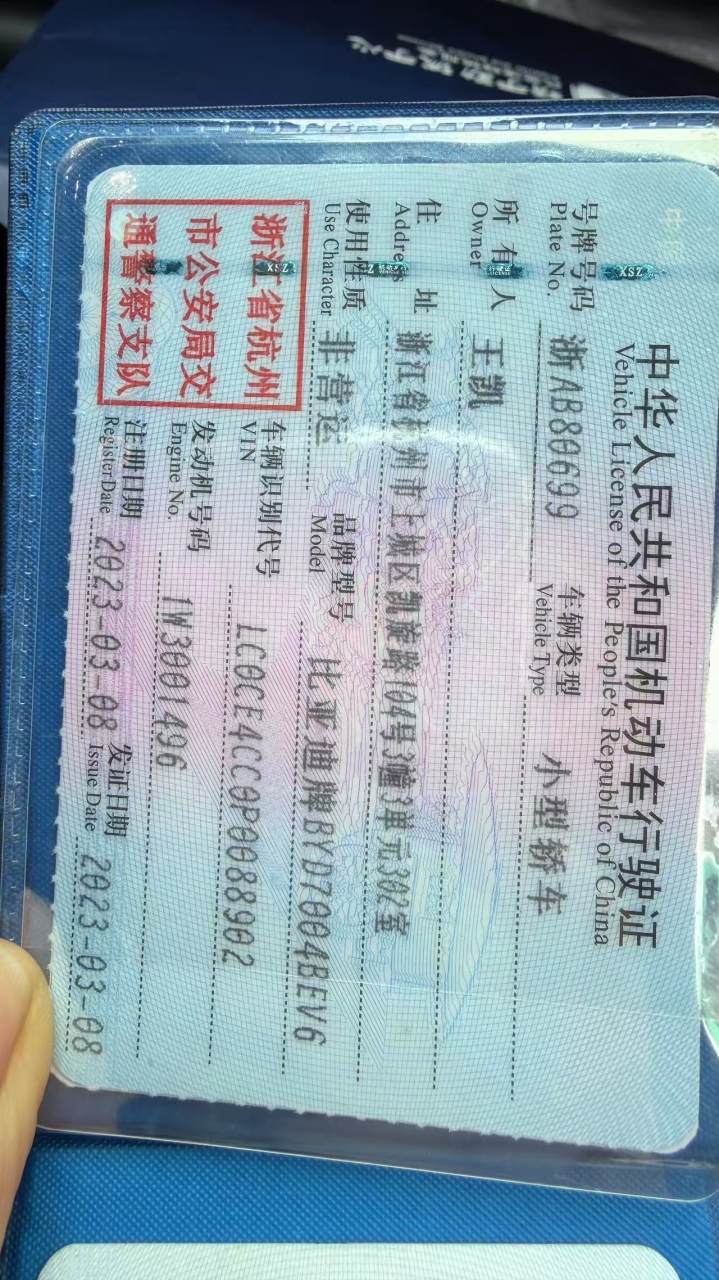 中华人民共和国机动车行驶证
Vehicle License of the People's Republic of China
号牌号码 浙AB80699 车辆类型 小型轿车
Plate No. Vehicle Type
所有人 王凯
Owner
住址 浙江省杭州市上城区凯旋路104号3幢3单元302室
Address
使用性质 非营运 品牌型号 比亚迪牌BYD7004BEV6
Use Character Model
浙江省杭州
市公安局交
通警察支队
车辆识别代号 LC0CE4CC0P0088902
VIN
发动机号码 1W3001496
Engine No.
注册日期 2023-03-08 发证日期 2023-03-08
Register Date Issue Date